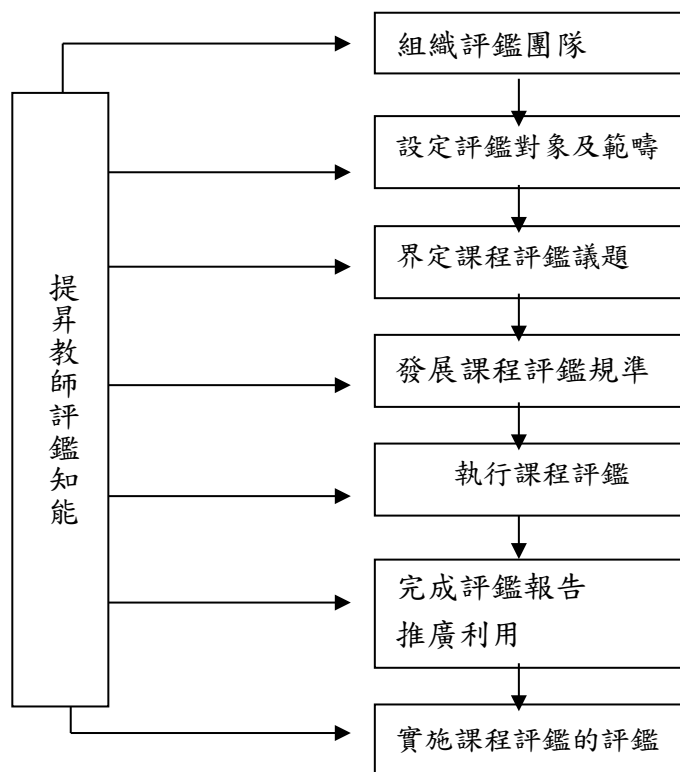 組織評鑑團隊
設定評鑑對象及範疇
界定課程評鑑議題
提昇教師評鑑知能
發展課程評鑑規準
執行課程評鑑
完成評鑑報告
推廣利用
實施課程評鑑的評鑑